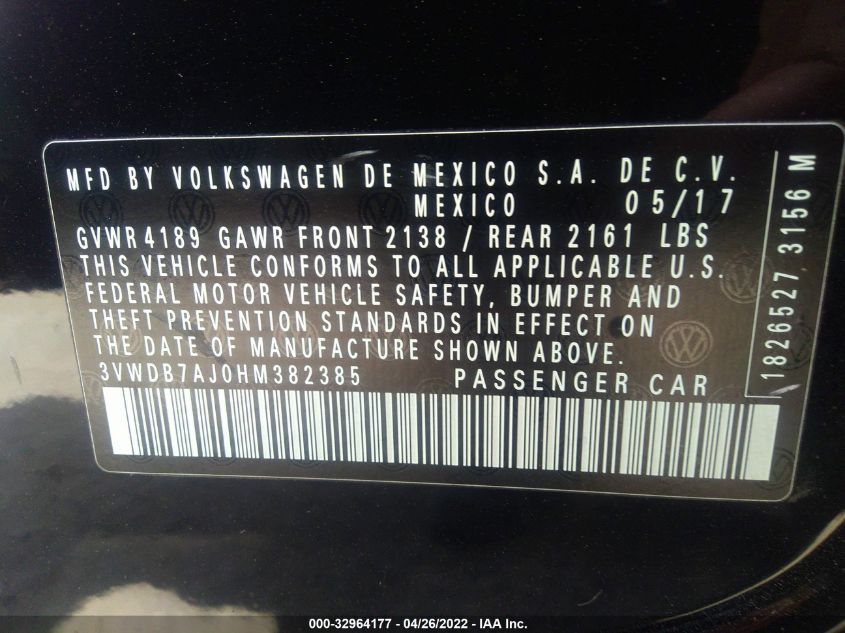 MFD BY VOLKSWAGEN DE MEXICO S.A. DE C.V.
MEXICO 05/17
GVWR 4189 GAWR FRONT 2138 / REAR 2161 LBS
THIS VEHICLE CONFORMS TO ALL APPLICABLE U.S.
FEDERAL MOTOR VEHICLE SAFETY, BUMPER AND
THEFT PREVENTION STANDARDS IN EFFECT ON
THE DATE OF MANUFACTURE SHOWN ABOVE.
3VWDB7AJ0HM382385 PASSENGER CAR
1826527 3156 M
000-32964177 - 04/26/2022 - IAA Inc.